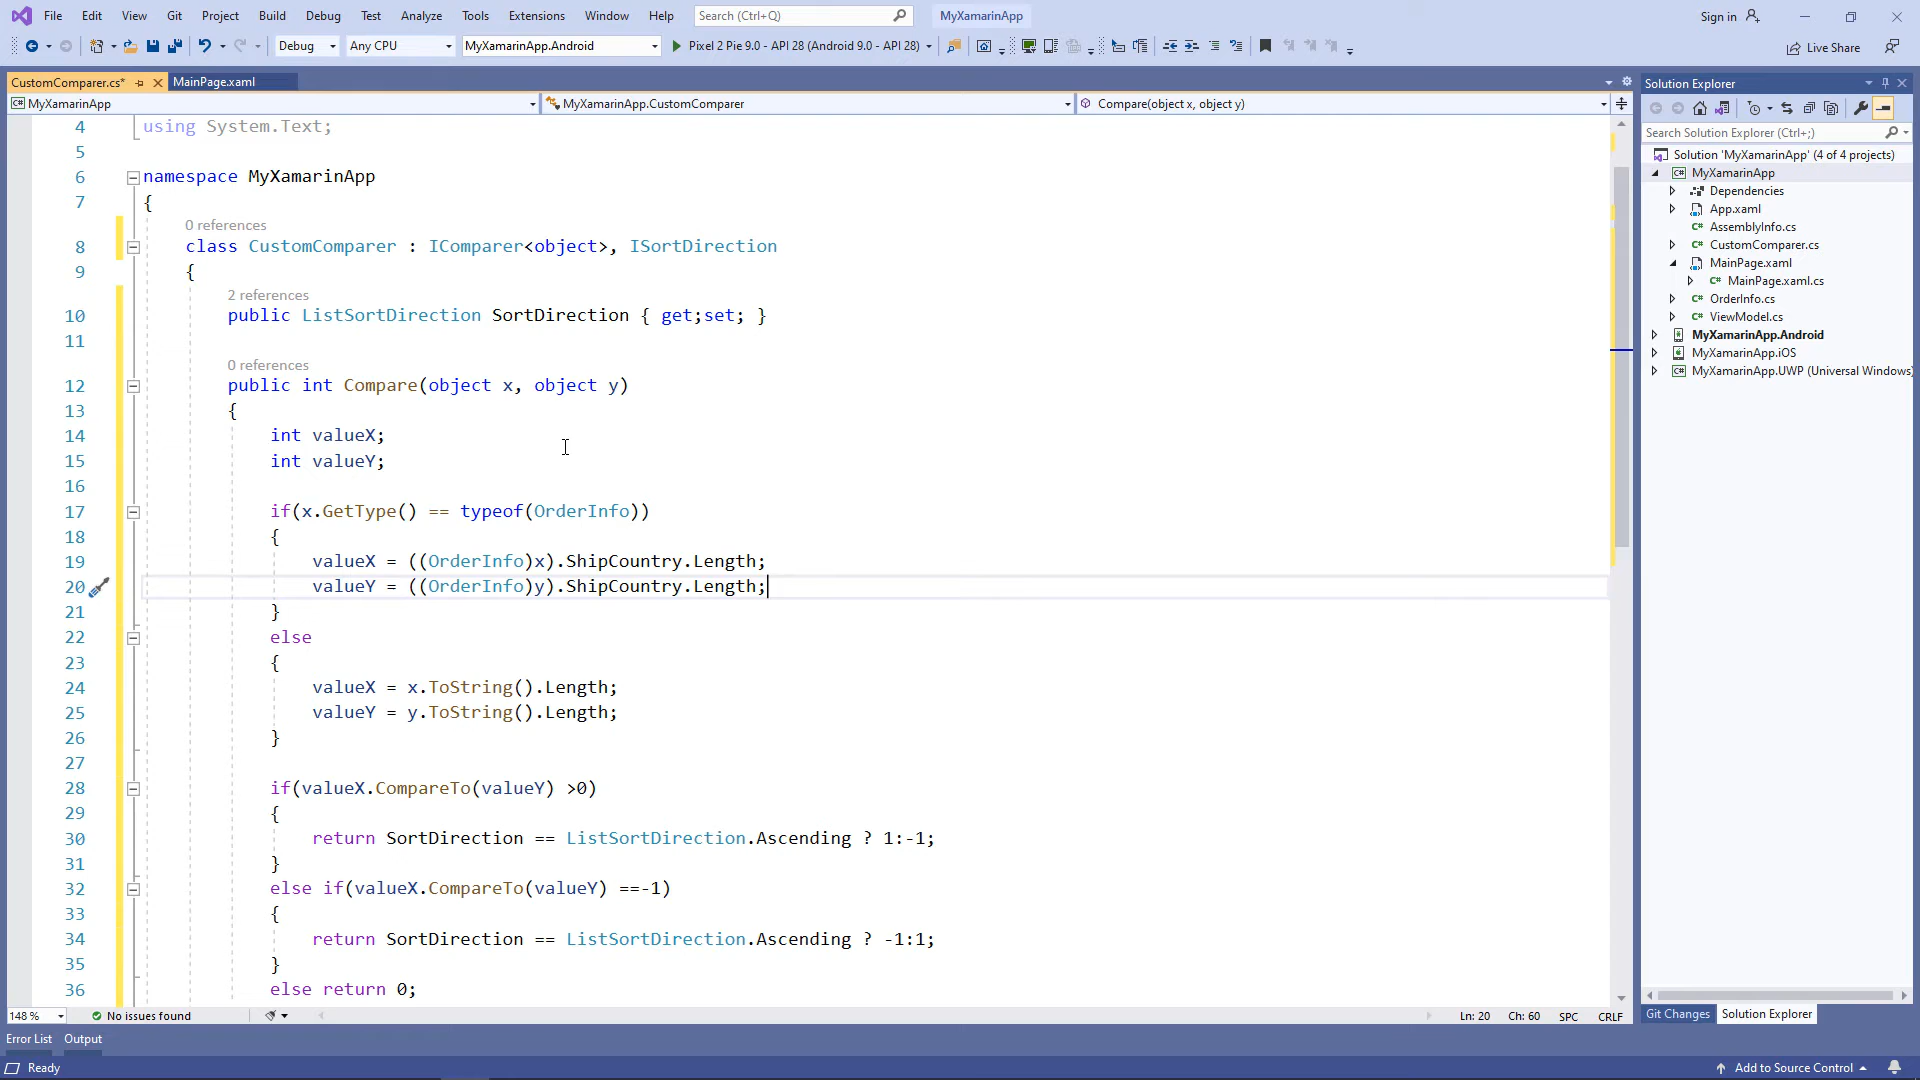 File Edit View Git Project Build Debug Test Analyze Tools Extensions Window Help Search (Ctrl+Q) MyXamarinApp Sign in
Debug Any CPU MyXamarinApp.Android Pixel 2 Pie 9.0 - API 28 (Android 9.0 - API 28) Live Share
CustomComparer.cs* MainPage.xaml
MyXamarinApp MyXamarinApp.CustomComparer Compare(object x, object y)
4 using System.Text;
5
6 namespace MyXamarinApp
7 {
0 references
8 class CustomComparer : IComparer<object>, ISortDirection
9 {
2 references
10 public ListSortDirection SortDirection { get;set; }
11
0 references
12 public int Compare(object x, object y)
13 {
14 int valueX;
15 int valueY;
16
17 if(x.GetType() == typeof(OrderInfo))
18 {
19 valueX = ((OrderInfo)x).ShipCountry.Length;
20 valueY = ((OrderInfo)y).ShipCountry.Length;
21 }
22 else
23 {
24 valueX = x.ToString().Length;
25 valueY = y.ToString().Length;
26 }
27
28 if(valueX.CompareTo(valueY) >0)
29 {
30 return SortDirection == ListSortDirection.Ascending ? 1:-1;
31 }
32 else if(valueX.CompareTo(valueY) ==-1)
33 {
34 return SortDirection == ListSortDirection.Ascending ? -1:1;
35 }
36 else return 0;
148 % No issues found Ln: 20 Ch: 60 SPC CRLF
Solution Explorer
Search Solution Explorer (Ctrl+;)
Solution 'MyXamarinApp' (4 of 4 projects)
MyXamarinApp
Dependencies
App.xaml
AssemblyInfo.cs
CustomComparer.cs
MainPage.xaml
MainPage.xaml.cs
OrderInfo.cs
ViewModel.cs
MyXamarinApp.Android
MyXamarinApp.iOS
MyXamarinApp.UWP (Universal Windows)
Git Changes Solution Explorer
Error List Output
Ready Add to Source Control